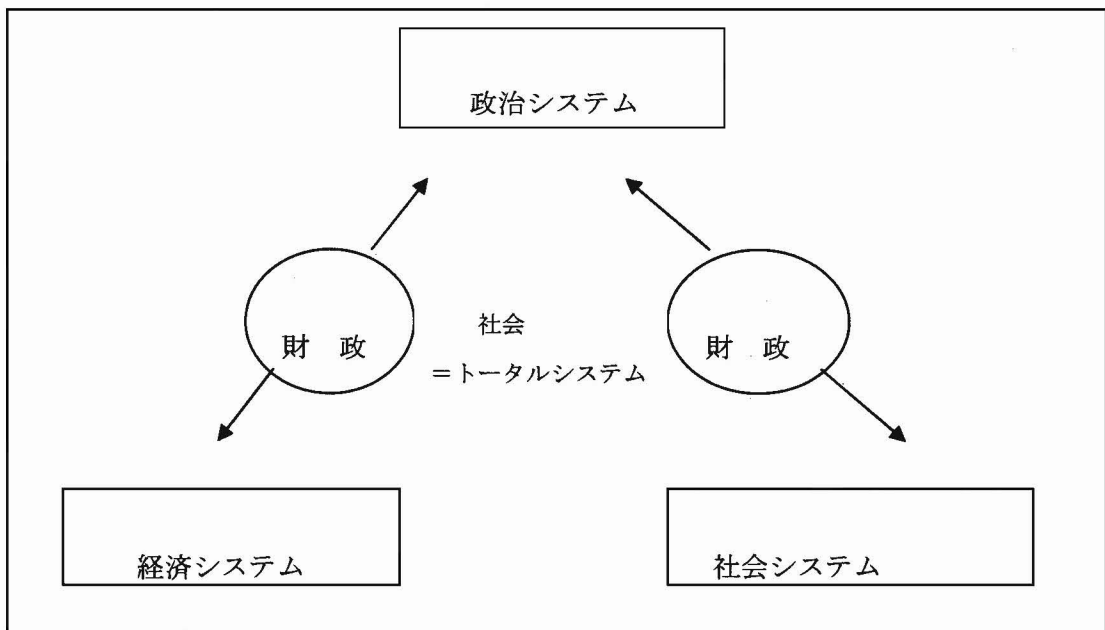 政治システム
財　政
社会
＝トータルシステム
財　政
経済システム
社会システム